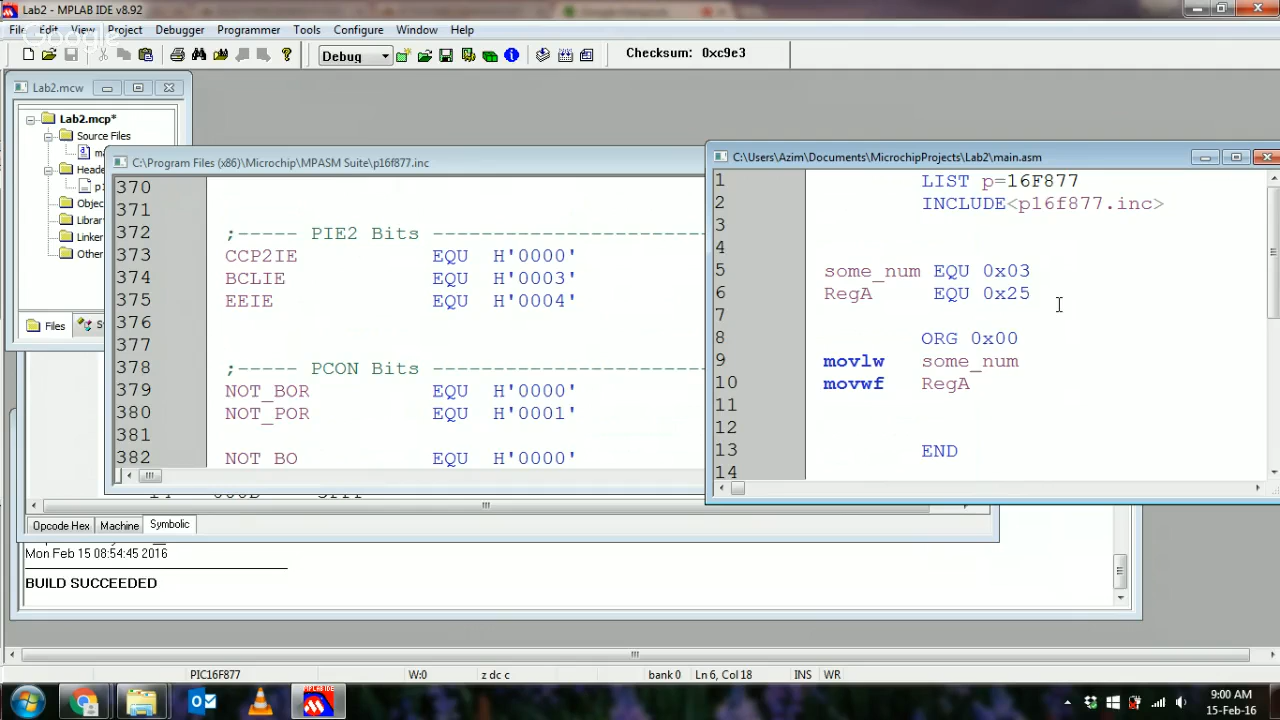 Lab2 - MPLAB IDE v8.92
File Edit View Project Debugger Programmer Tools Configure Window Help
Google
Debug
Checksum: 0xc9e3
Lab2.mcw
Lab2.mcp*
Source Files
Files
C:\Program Files (x86)\Microchip\MPASM Suite\p16f877.inc
370
371
372 ;----- PIE2 Bits ----------------------
373 CCP2IE EQU H'0000'
374 BCLIE EQU H'0003'
375 EEIE EQU H'0004'
376
377
378 ;----- PCON Bits ----------------------
379 NOT_BOR EQU H'0000'
380 NOT_POR EQU H'0001'
381
382 NOT_BO EQU H'0000'
C:\Users\Azim\Documents\MicrochipProjects\Lab2\main.asm
1 LIST p=16F877
2 INCLUDE<p16f877.inc>
3
4
5 some_num EQU 0x03
6 RegA EQU 0x25
7
8 ORG 0x00
9 movlw some_num
10 movwf RegA
11
12
13 END
14
Opcode Hex Machine Symbolic
Mon Feb 15 08:54:45 2016
BUILD SUCCEEDED
PIC16F877 W:0 z dc c bank 0 Ln 6, Col 18 INS WR
MPLAB IDE
9:00 AM
15-Feb-16